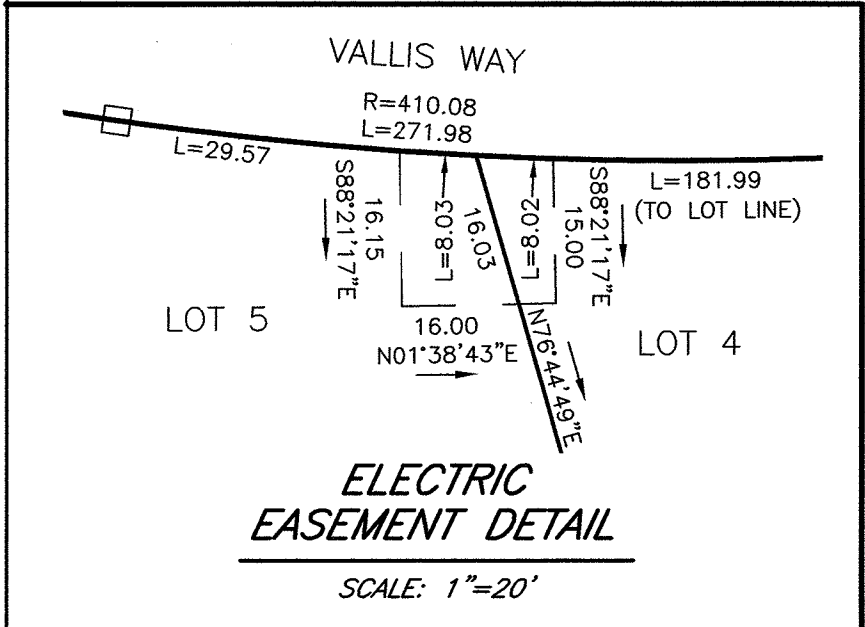 VALLIS WAY
R=410.08
L=271.98
L=29.57
S88°21'17"E
16.15
L=8.03
16.03
L=8.02
15.00
S88°21'17"E
L=181.99
(TO LOT LINE)
LOT 5
16.00
N01°38'43"E
N76°44'49"E
LOT 4
ELECTRIC
EASEMENT DETAIL
SCALE: 1"=20'